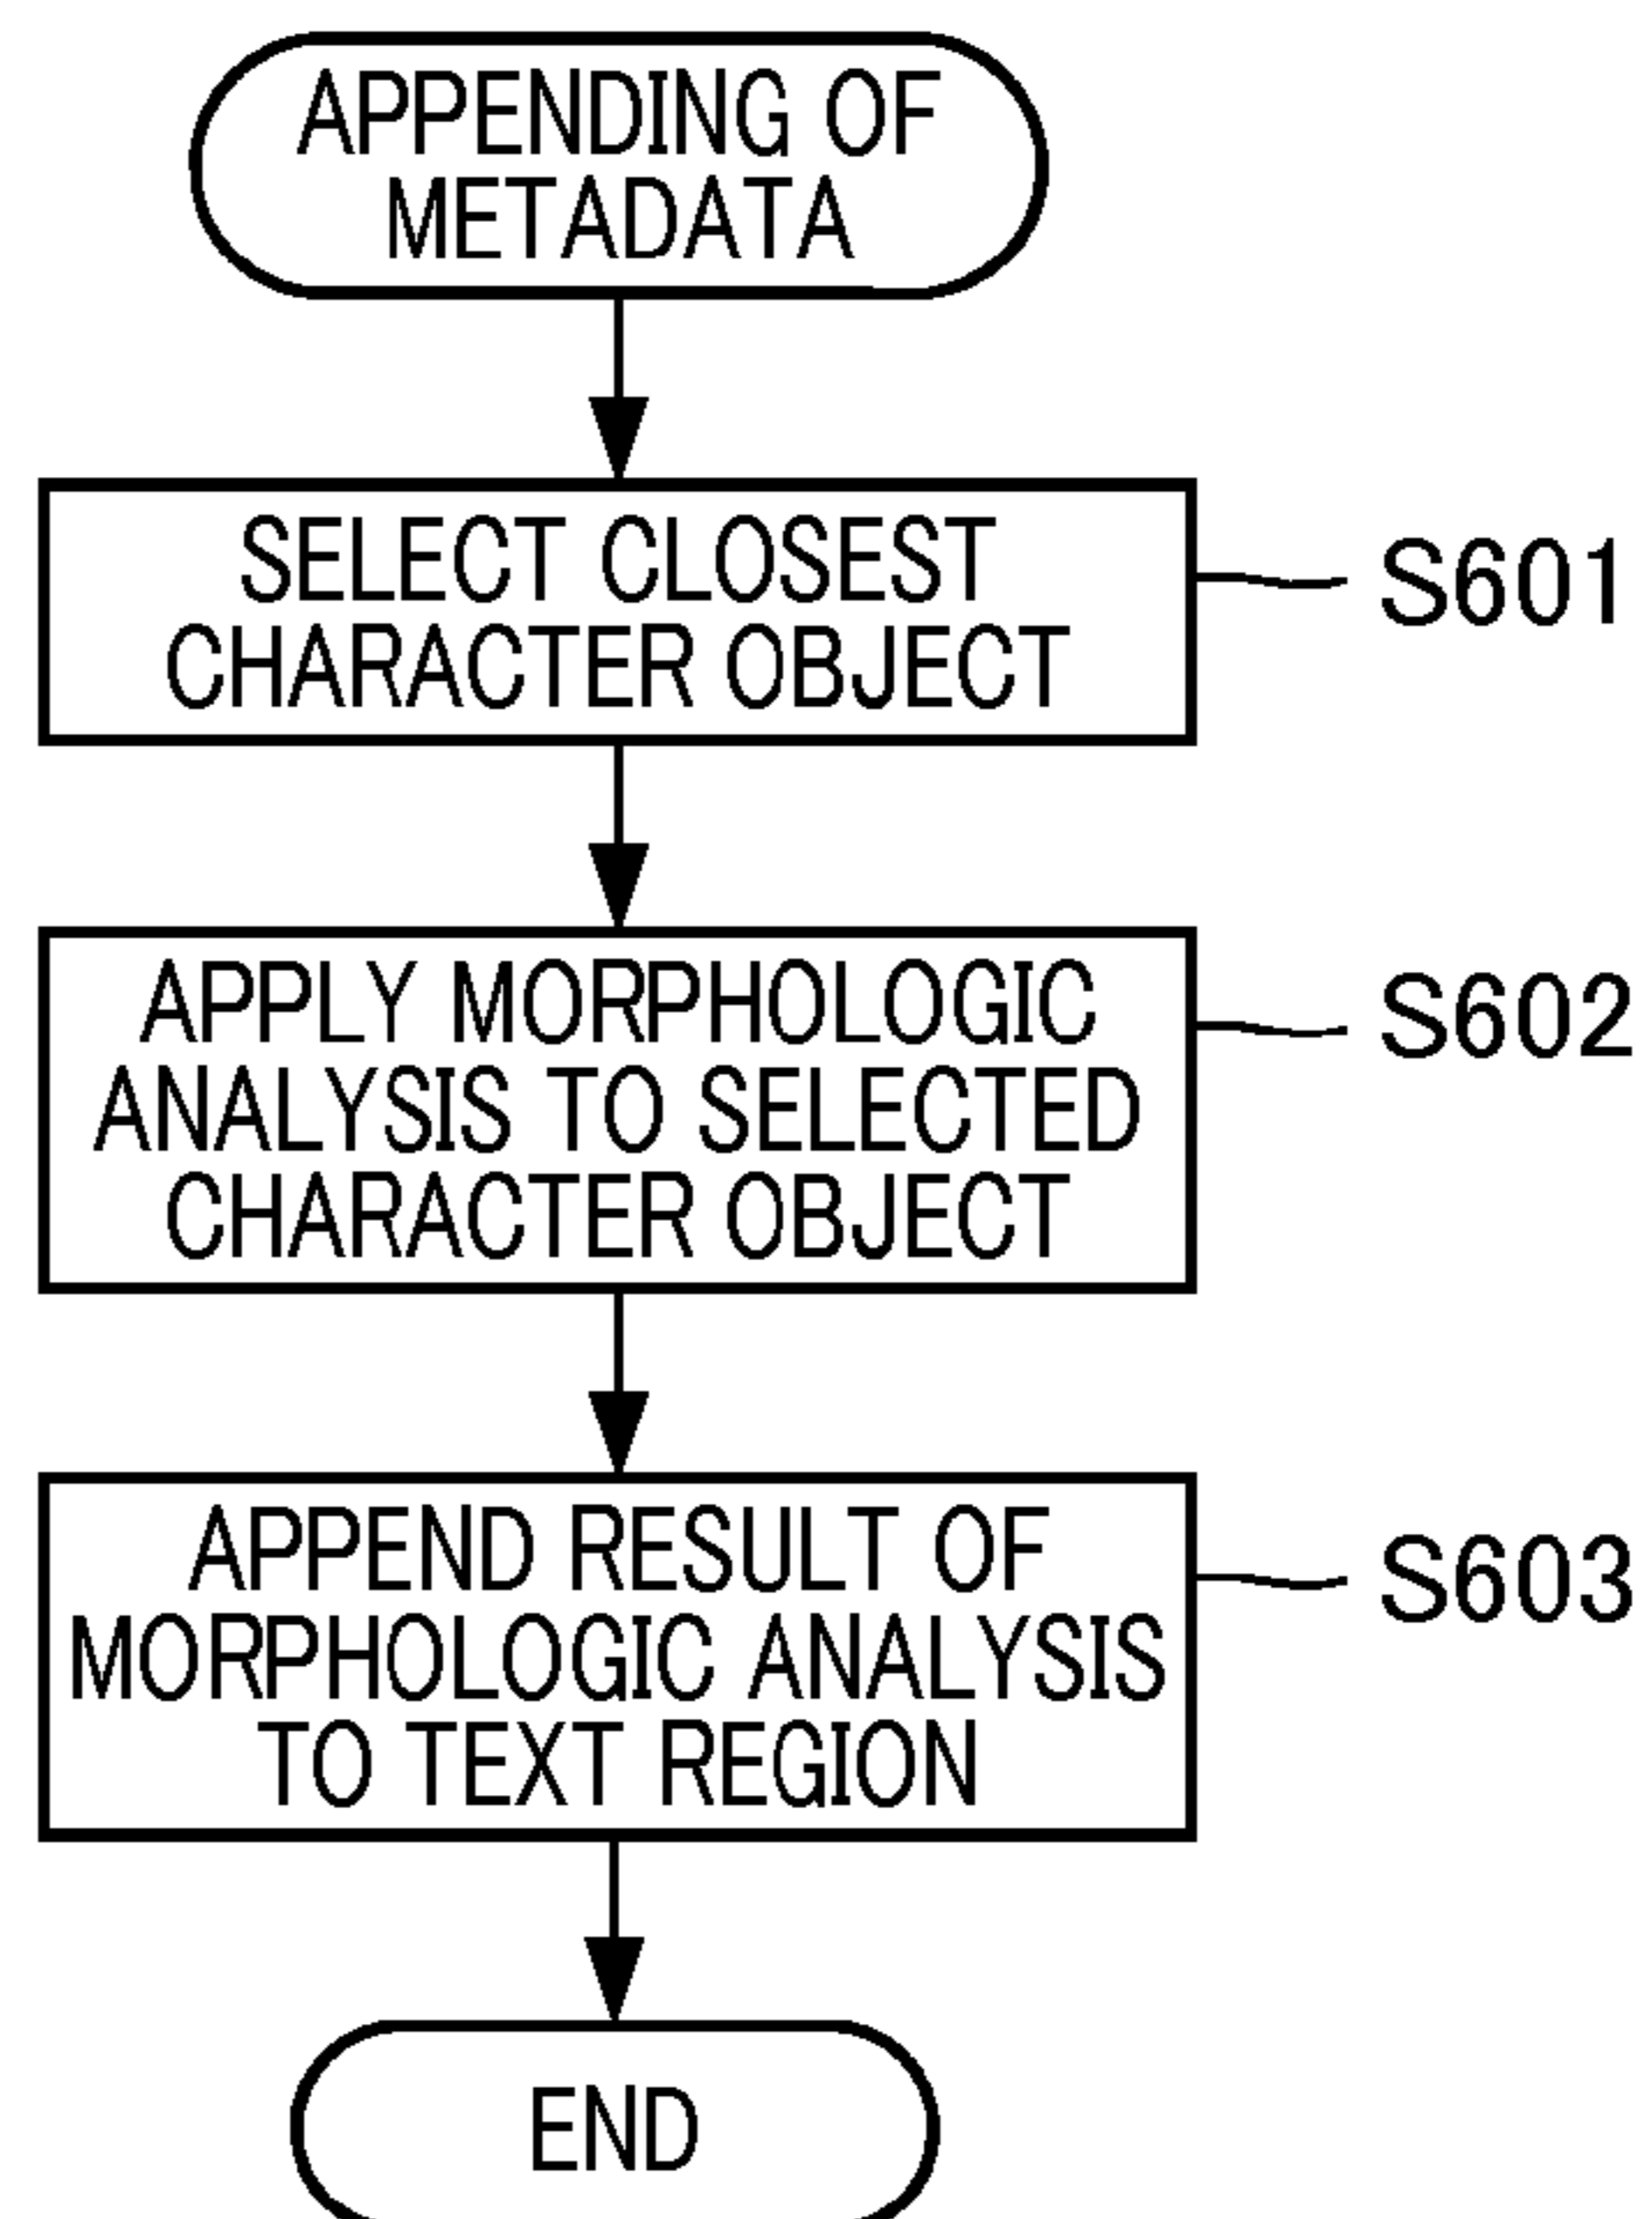 APPENDING OF
METADATA
SELECT CLOSEST
CHARACTER OBJECT
S601
APPLY MORPHOLOGIC
ANALYSIS TO SELECTED
CHARACTER OBJECT
S602
APPEND RESULT OF
MORPHOLOGIC ANALYSIS
TO TEXT REGION
S603
END